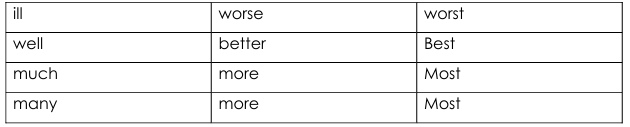 ill worse worst
well better Best
much more Most
many more Most